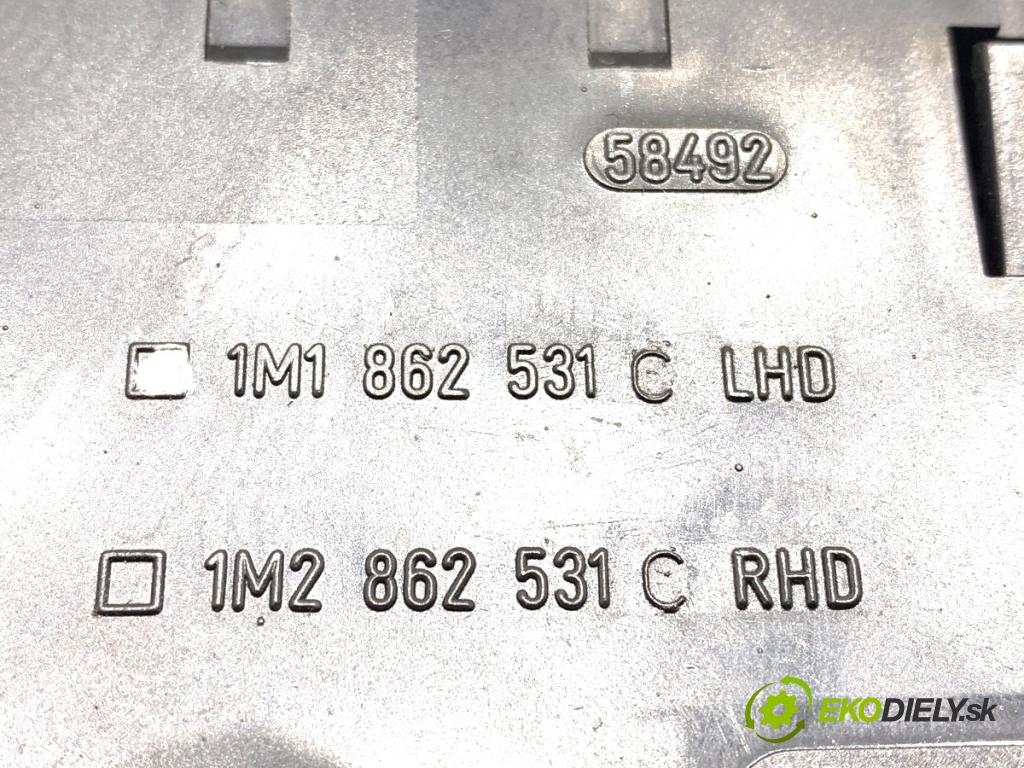 58492
1M1 862 531 C LHD
1M2 862 531 C RHD
EKODIELY.sk